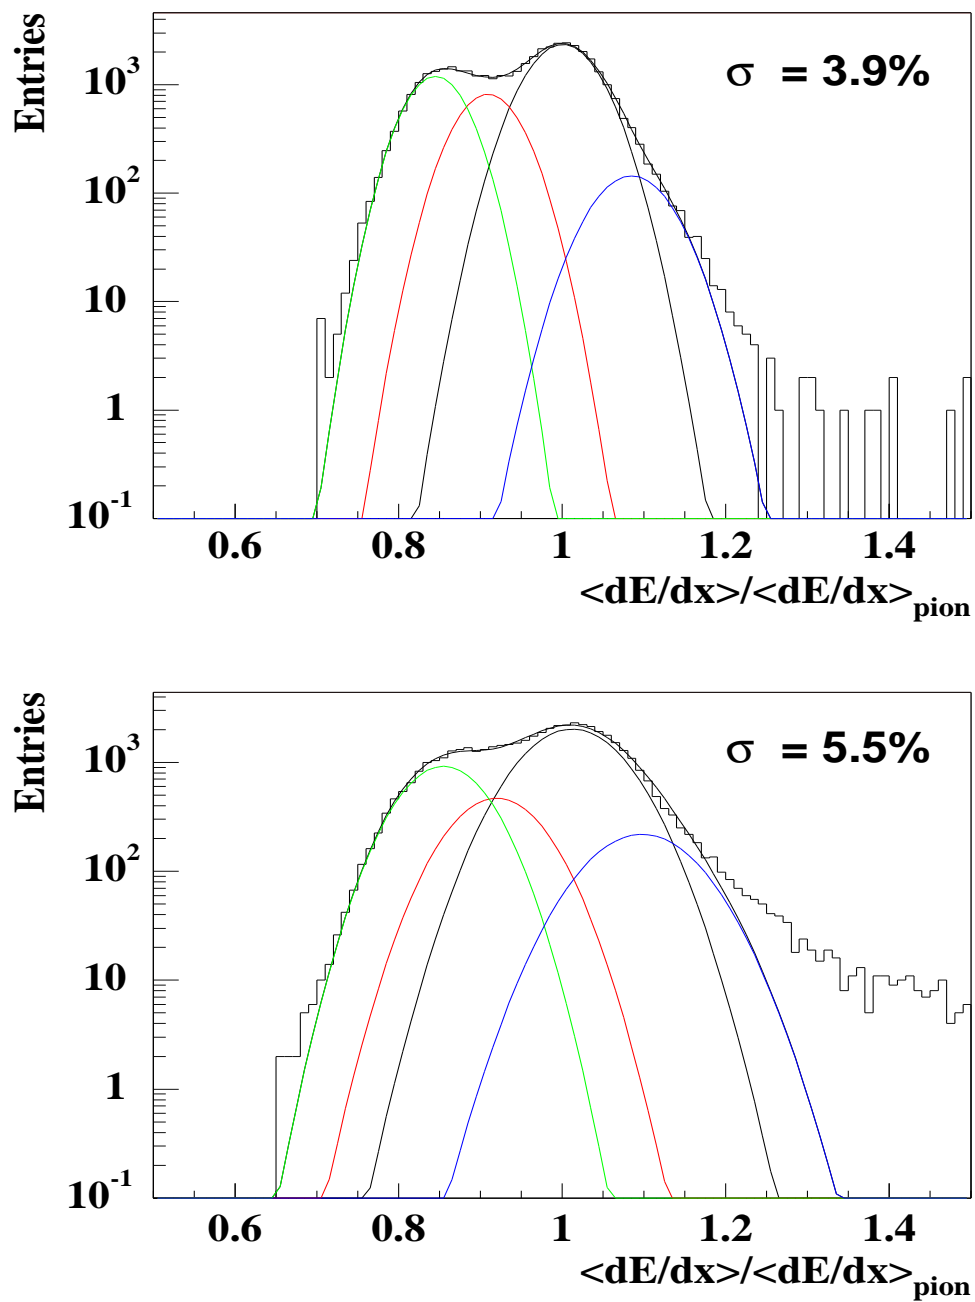 Entries
σ = 3.9%
10³
10²
10
1
10⁻¹
0.6 0.8 1 1.2 1.4
<dE/dx>/<dE/dx>pion
Entries
σ = 5.5%
10³
10²
10
1
10⁻¹
0.6 0.8 1 1.2 1.4
<dE/dx>/<dE/dx>pion